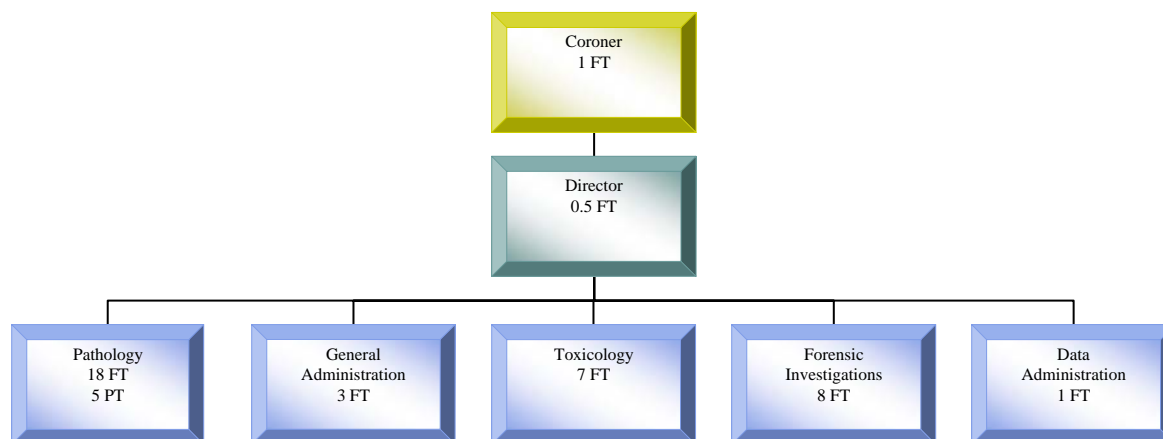 Coroner
1 FT
Director
0.5 FT
Pathology
18 FT
5 PT
General
Administration
3 FT
Toxicology
7 FT
Forensic
Investigations
8 FT
Data
Administration
1 FT